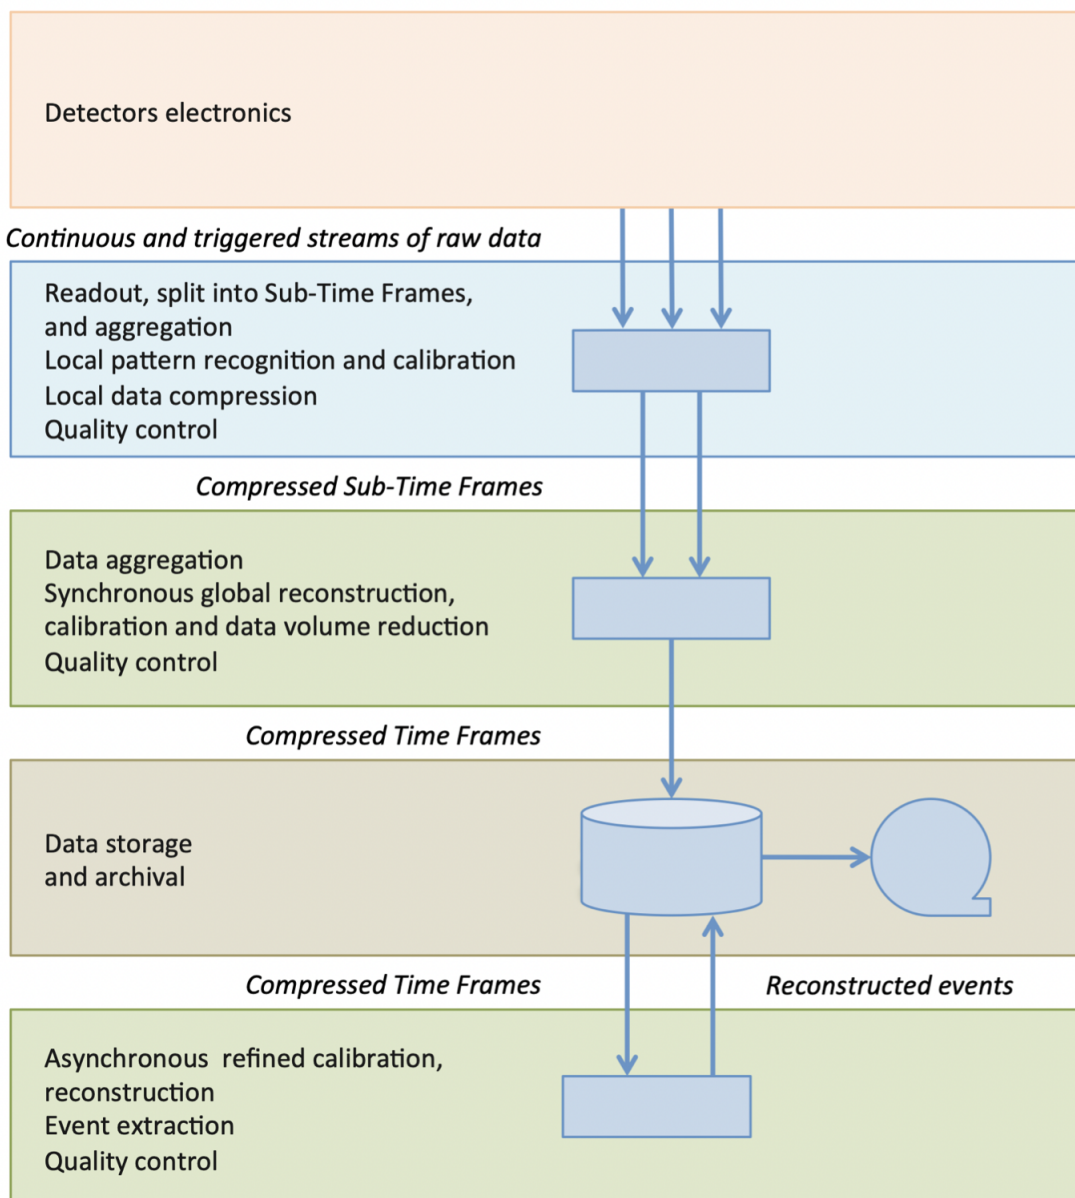 Detectors electronics
Continuous and triggered streams of raw data
Readout, split into Sub-Time Frames,
and aggregation
Local pattern recognition and calibration
Local data compression
Quality control
Compressed Sub-Time Frames
Data aggregation
Synchronous global reconstruction,
calibration and data volume reduction
Quality control
Compressed Time Frames
Data storage
and archival
Compressed Time Frames
Reconstructed events
Asynchronous  refined calibration,
reconstruction
Event extraction
Quality control